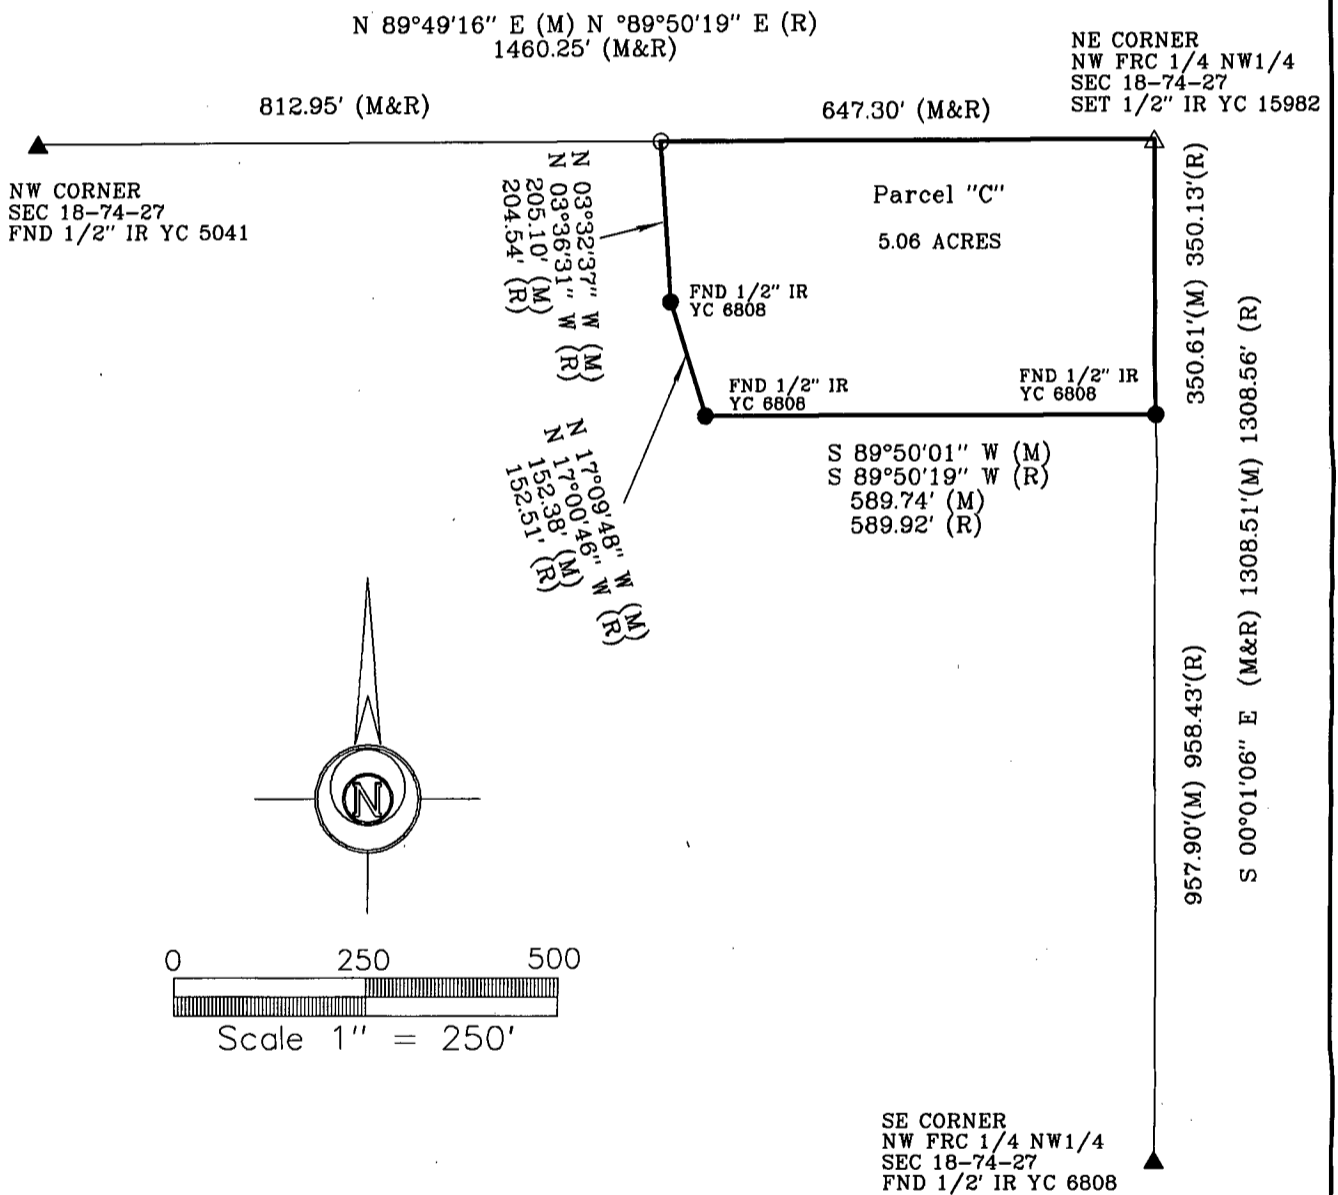 N 89°49'16" E (M) N °89°50'19" E (R)
1460.25' (M&R)
NE CORNER
NW FRC 1/4 NW1/4
SEC 18-74-27
SET 1/2" IR YC 15982
812.95' (M&R)
647.30' (M&R)
NW CORNER
SEC 18-74-27
FND 1/2" IR YC 5041
N 03°32'37" W (M)
N 03°36'31" W (R)
205.10' (M)
204.54' (R)
Parcel "C"
5.06 ACRES
350.61'(M) 350.13'(R)
FND 1/2" IR
YC 6808
FND 1/2" IR
YC 6808
FND 1/2" IR
YC 6808
N 17°09'48" W (M)
N 17°00'46" W (R)
152.38' (M)
152.51' (R)
S 89°50'01" W (M)
S 89°50'19" W (R)
589.74' (M)
589.92' (R)
S 00°01'06" E (M&R) 1308.51'(M) 1308.56' (R)
957.90'(M) 958.43'(R)
N
0 250 500
Scale 1" = 250'
SE CORNER
NW FRC 1/4 NW1/4
SEC 18-74-27
FND 1/2' IR YC 6808